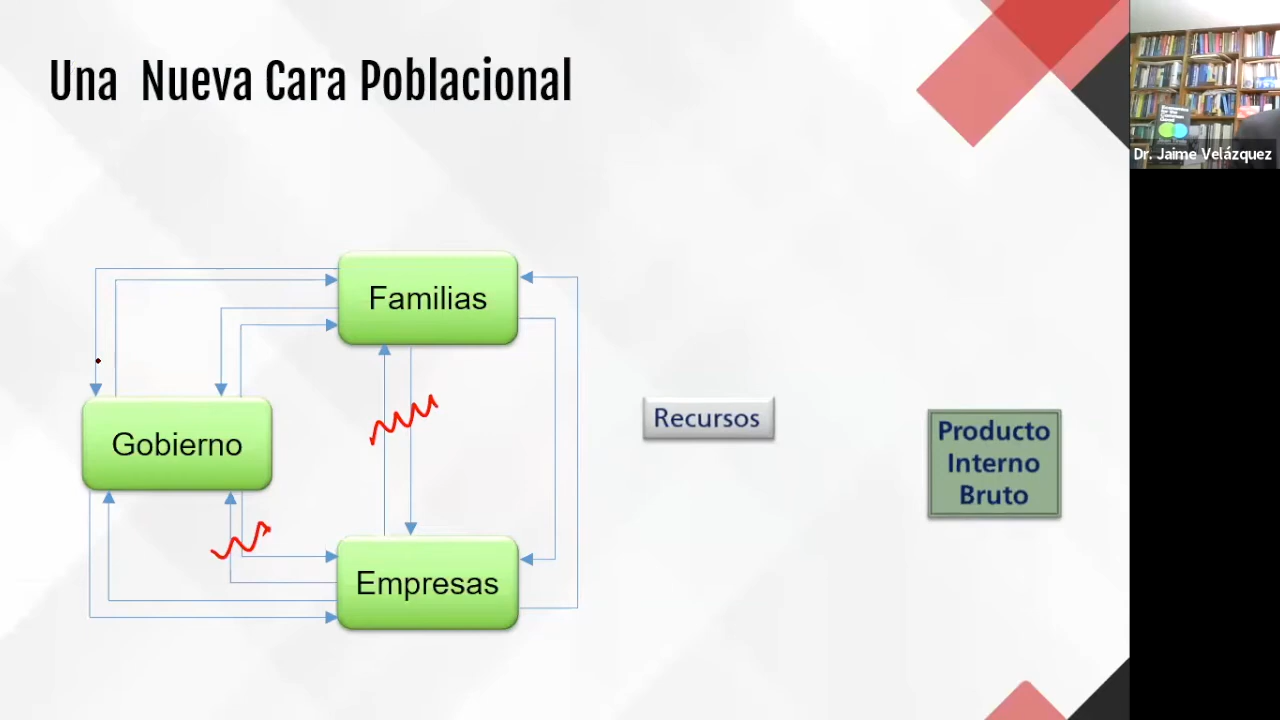 Una Nueva Cara Poblacional
Dr. Jaime Velázquez
Familias
Gobierno
Empresas
Recursos
Producto
Interno
Bruto